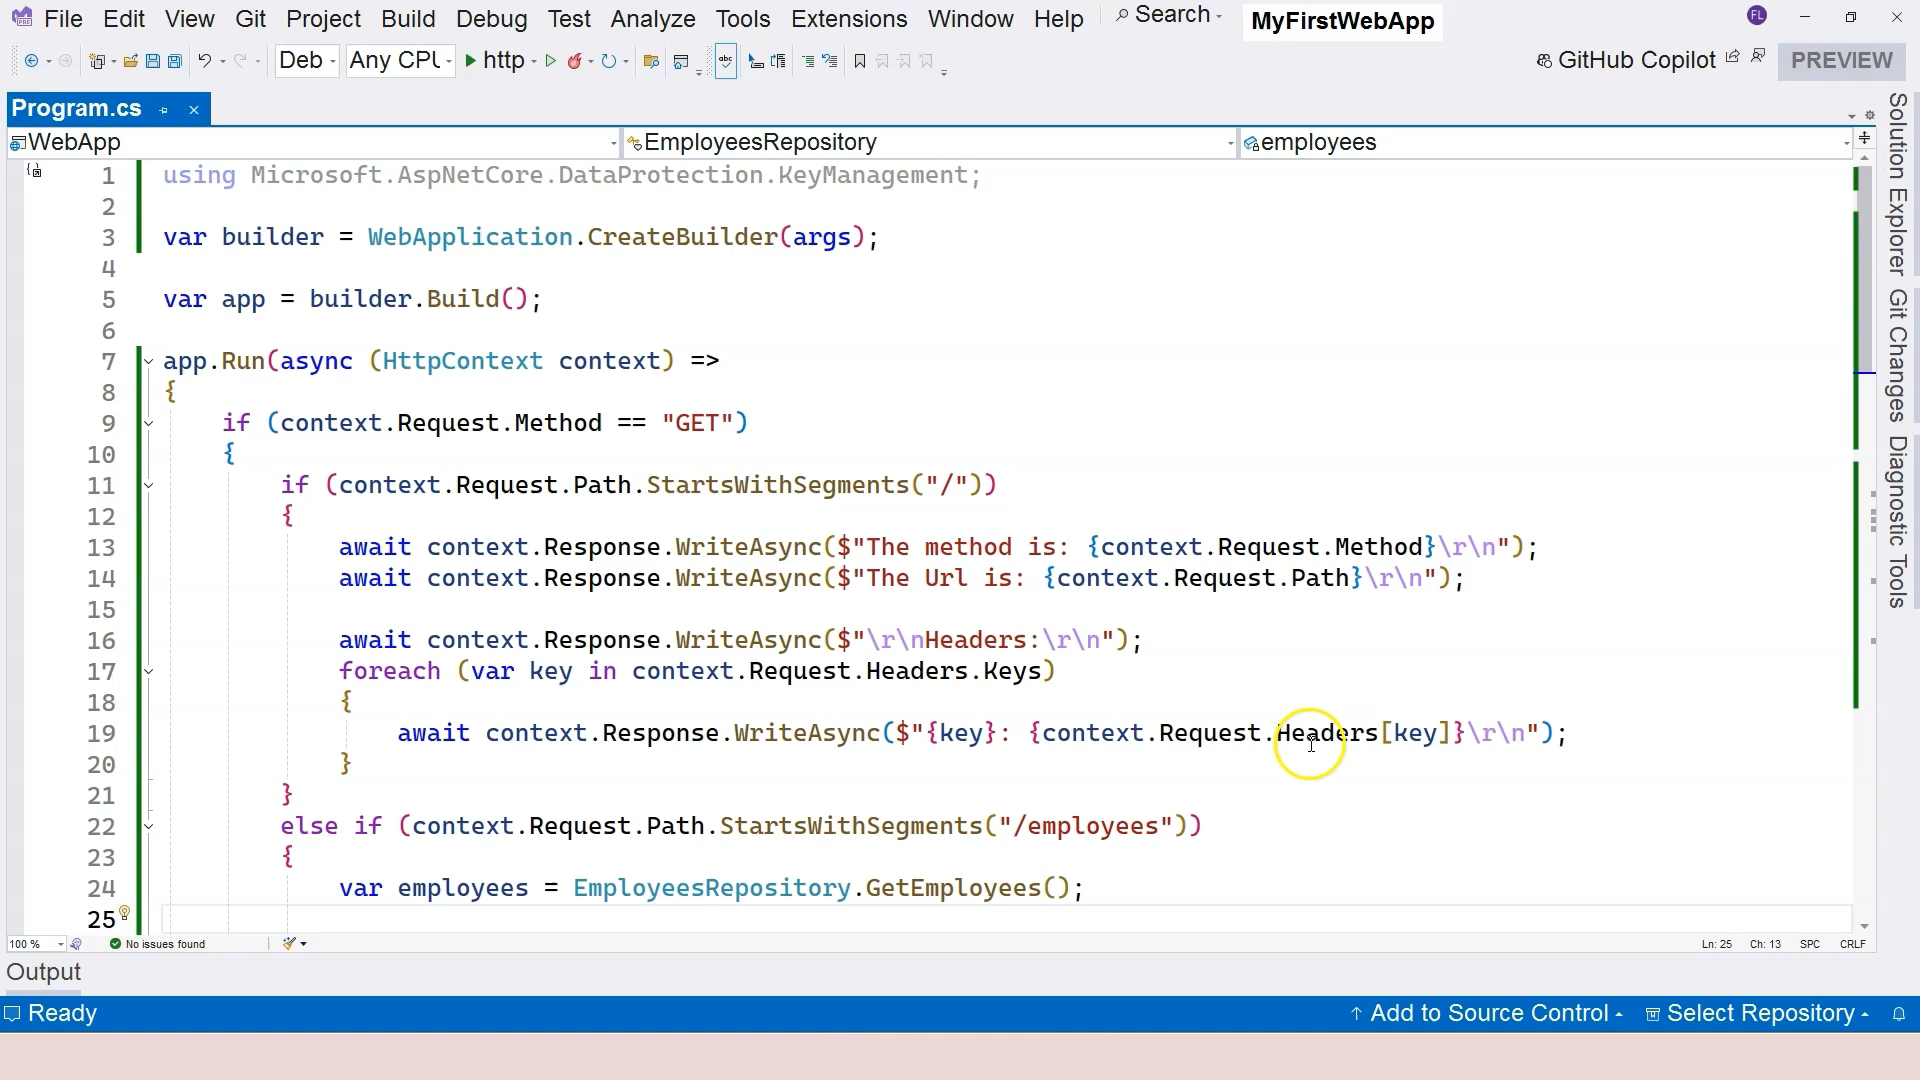 File Edit View Git Project Build Debug Test Analyze Tools Extensions Window Help Search MyFirstWebApp FL
Deb Any CPU http abc GitHub Copilot PREVIEW
Program.cs
WebApp EmployeesRepository employees
1 using Microsoft.AspNetCore.DataProtection.KeyManagement;
2
3 var builder = WebApplication.CreateBuilder(args);
4
5 var app = builder.Build();
6
7 app.Run(async (HttpContext context) =>
8 {
9 if (context.Request.Method == "GET")
10 {
11 if (context.Request.Path.StartsWithSegments("/"))
12 {
13 await context.Response.WriteAsync($"The method is: {context.Request.Method}\r\n");
14 await context.Response.WriteAsync($"The Url is: {context.Request.Path}\r\n");
15
16 await context.Response.WriteAsync($"\r\nHeaders:\r\n");
17 foreach (var key in context.Request.Headers.Keys)
18 {
19 await context.Response.WriteAsync($"{key}: {context.Request.Headers[key]}\r\n");
20 }
21 }
22 else if (context.Request.Path.StartsWithSegments("/employees"))
23 {
24 var employees = EmployeesRepository.GetEmployees();
25
100 % No issues found Ln: 25 Ch: 13 SPC CRLF
Output
Ready Add to Source Control Select Repository
Solution Explorer
Git Changes
Diagnostic Tools